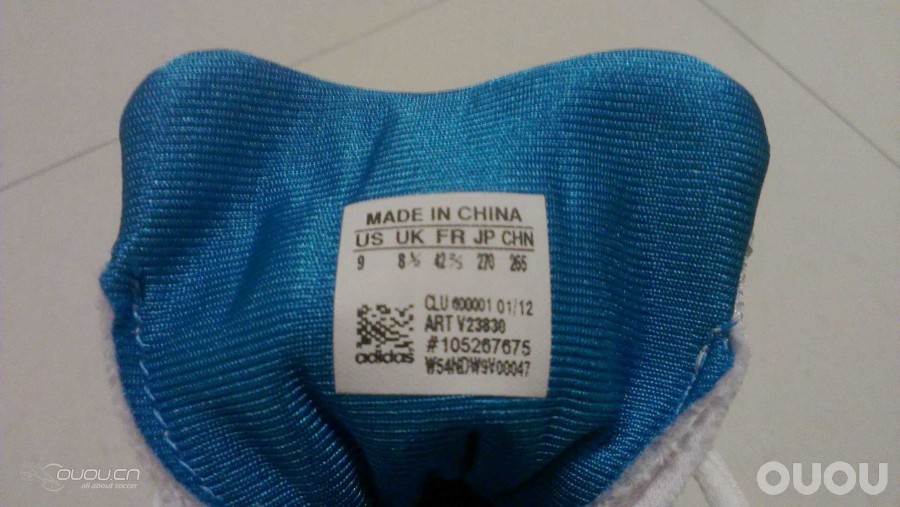 MADE IN CHINA
US UK FR JP CHN
9 8½ 42⅔ 270 265
CLU 600001 01/12
ART V23830
#105267675
adidas
OUOU.CN
all about soccer
OUOU